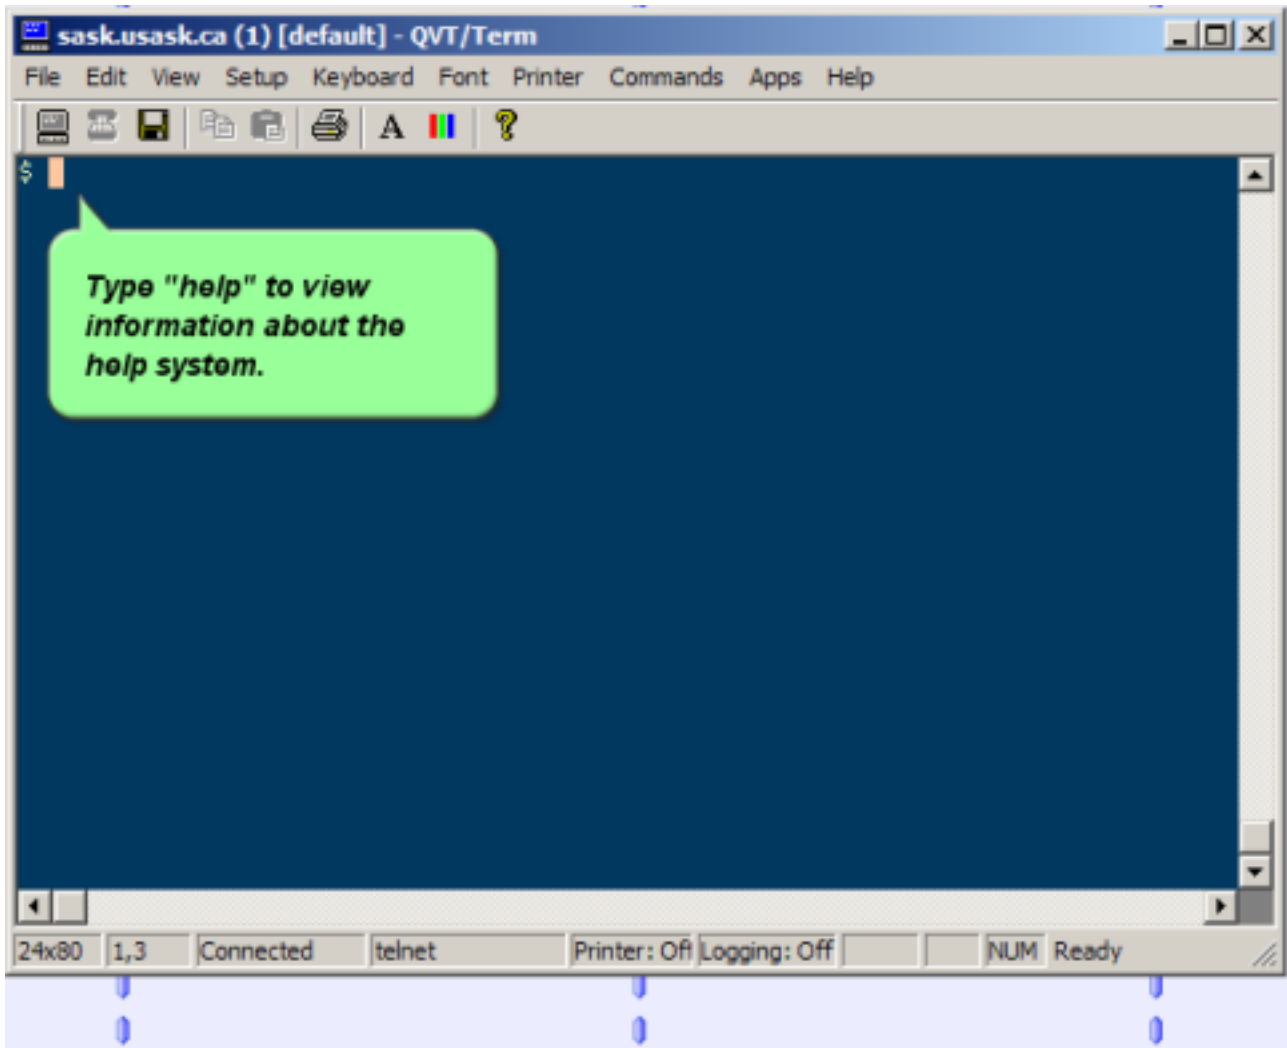 sask.usask.ca (1) [default] - QVT/Term
File Edit View Setup Keyboard Font Printer Commands Apps Help
A ?
$
Type "help" to view
information about the
help system.
24x80 1,3 Connected telnet Printer: Off Logging: Off NUM Ready